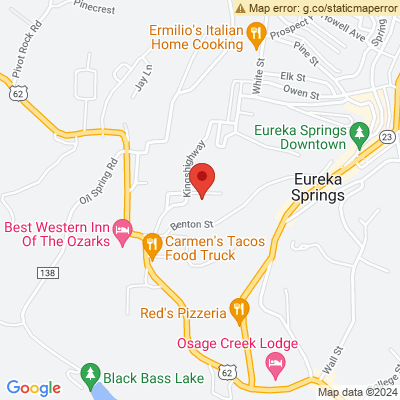 Map error: g.co/staticmaperror
Pinecrest
Prospect
Howell Ave
Spring
Ermilio's Italian
Home Cooking
Pine St
Pivot Rock Rd
Jay Ln
White St
Elk St
Owen St
62
Eureka Springs
Downtown
23
Kingshighway
Oil Spring Rd
Eureka
Springs
Benton St
Best Western Inn
Of The Ozarks
Carmen's Tacos
Food Truck
138
Red's Pizzeria
Osage Creek Lodge
Wall St
62
Black Bass Lake
College St
Google
Map data ©2024